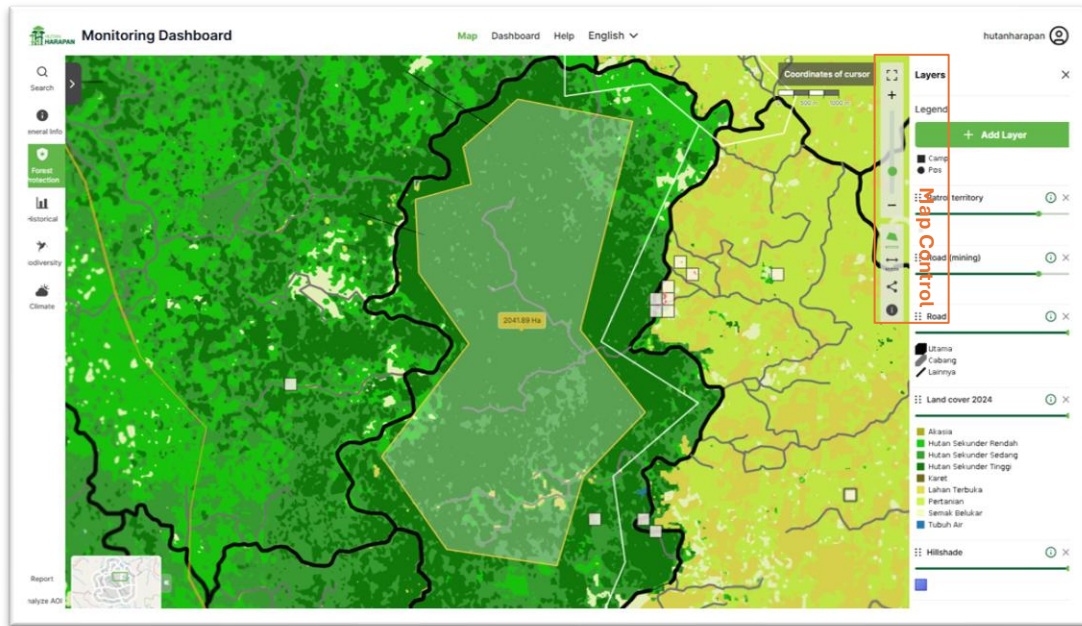 HUTAN
HARAPAN
Monitoring Dashboard
Map
Dashboard
Help
English
hutanharapan
Search
eneral Info
Forest
Protection
Historical
odiversity
Climate
Report
nalyze AOI
2041.89 Ha
Coordinates of cursor
500 m
1000 m
Map Control
Layers
Legend
+ Add Layer
Camp
Pos
Patrol territory
Road (mining)
Road
Utama
Cabang
Lainnya
Land cover 2024
Akasia
Hutan Sekunder Rendah
Hutan Sekunder Sedang
Hutan Sekunder Tinggi
Karet
Lahan Terbuka
Pertanian
Semak Belukar
Tubuh Air
Hillshade